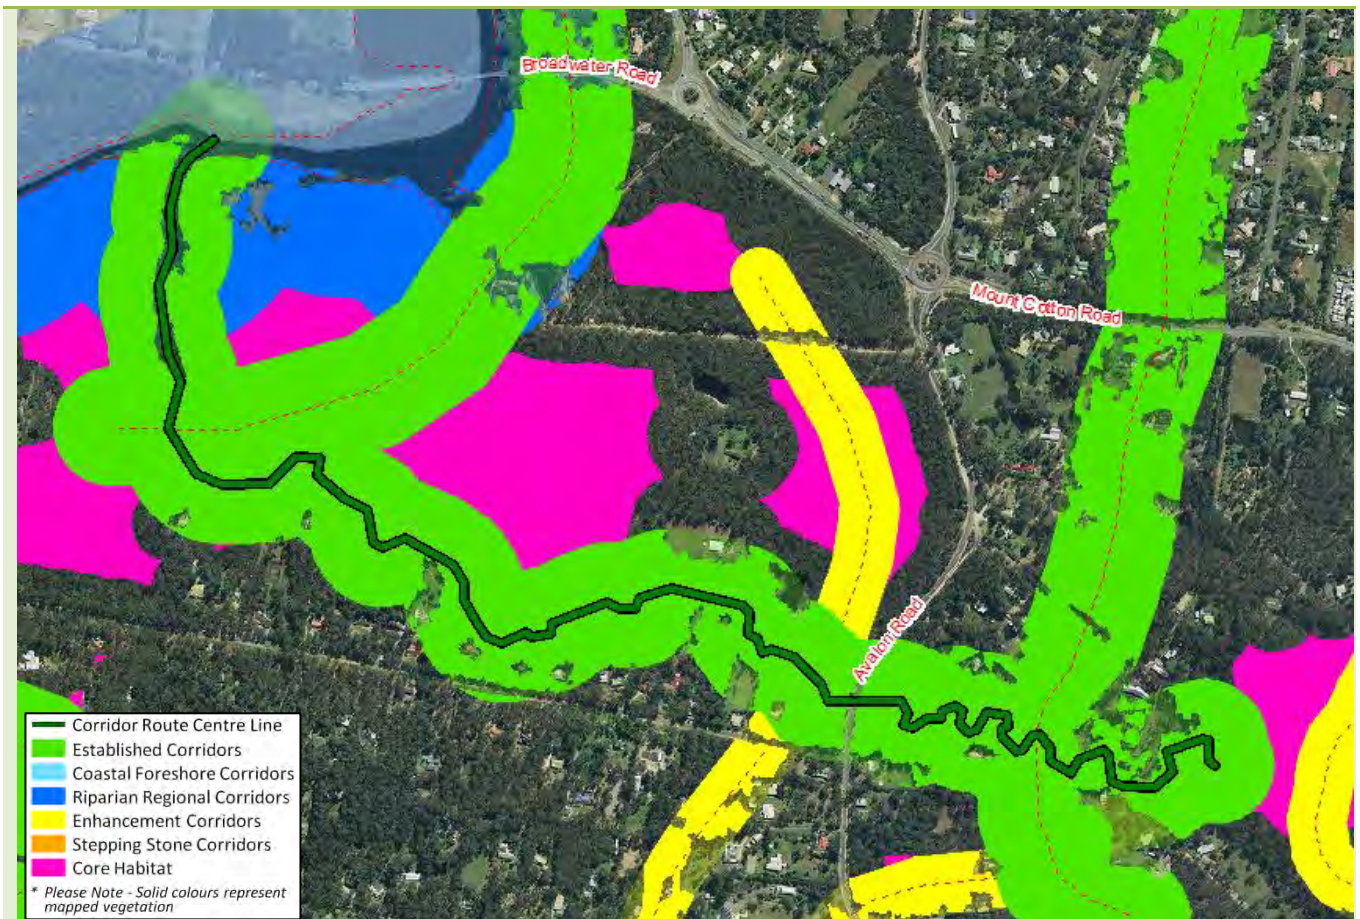 Broadwater Road
Mount Cotton Road
Avalon Road
Corridor Route Centre Line
Established Corridors
Coastal Foreshore Corridors
Riparian Regional Corridors
Enhancement Corridors
Stepping Stone Corridors
Core Habitat
* Please Note - Solid colours represent
mapped vegetation